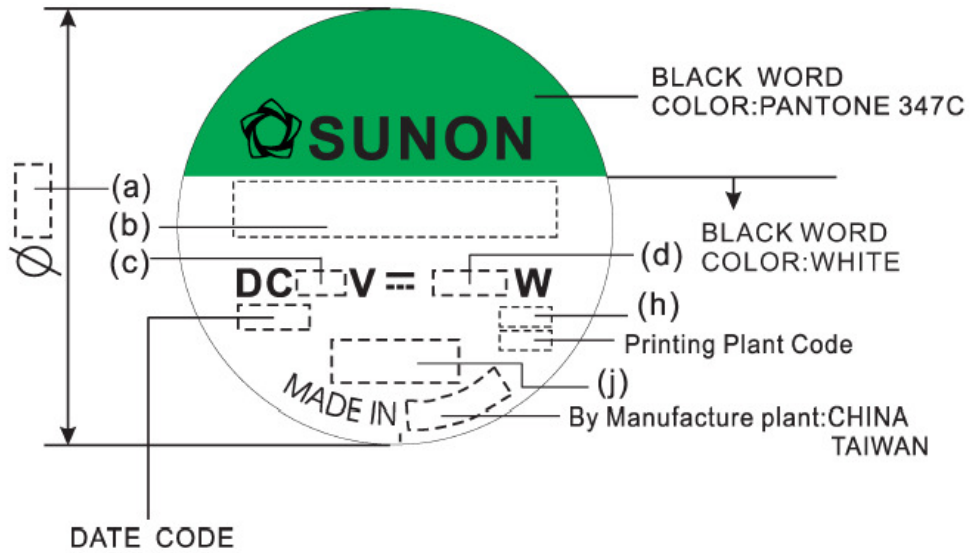 BLACK WORD
COLOR:PANTONE 347C
SUNON
(a)
(b)
BLACK WORD
COLOR:WHITE
(c)
(d)
DC V W
(h)
Printing Plant Code
(j)
MADE IN
By Manufacture plant:CHINA
TAIWAN
DATE CODE
Ø